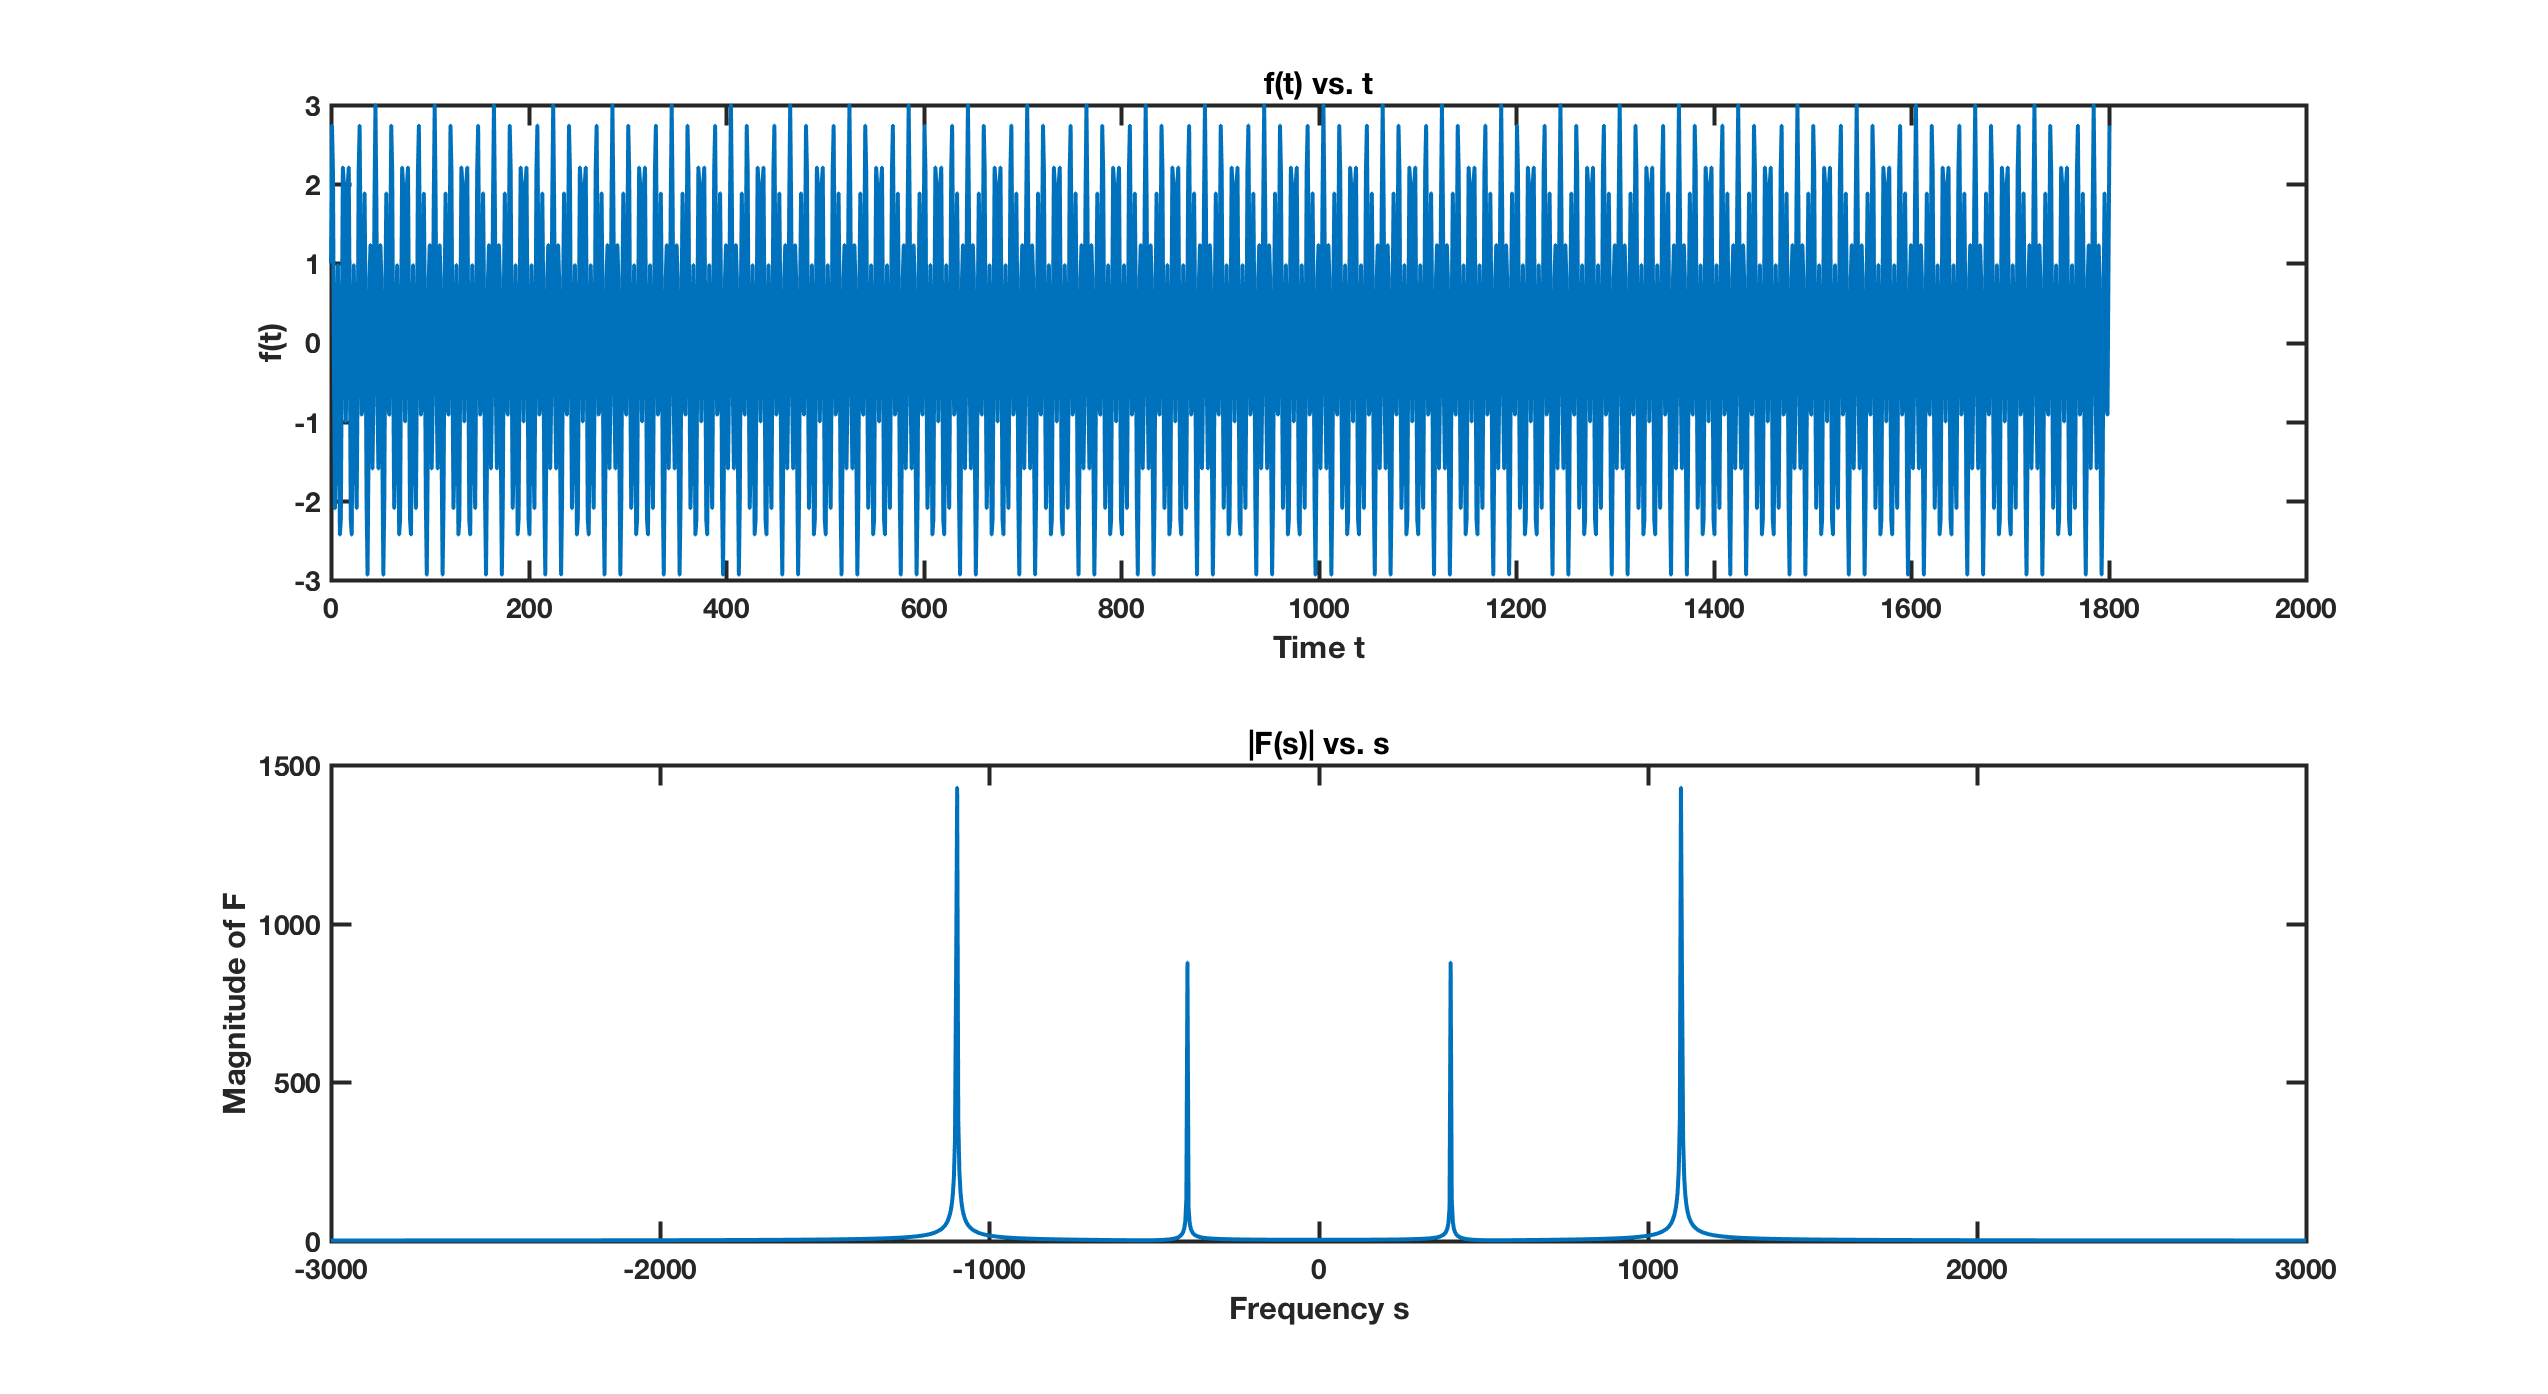 f(t) vs. t
3
2
1
0
-1
-2
-3
f(t)
0 200 400 600 800 1000 1200 1400 1600 1800 2000
Time t
|F(s)| vs. s
1500
1000
500
0
Magnitude of F
-3000 -2000 -1000 0 1000 2000 3000
Frequency s